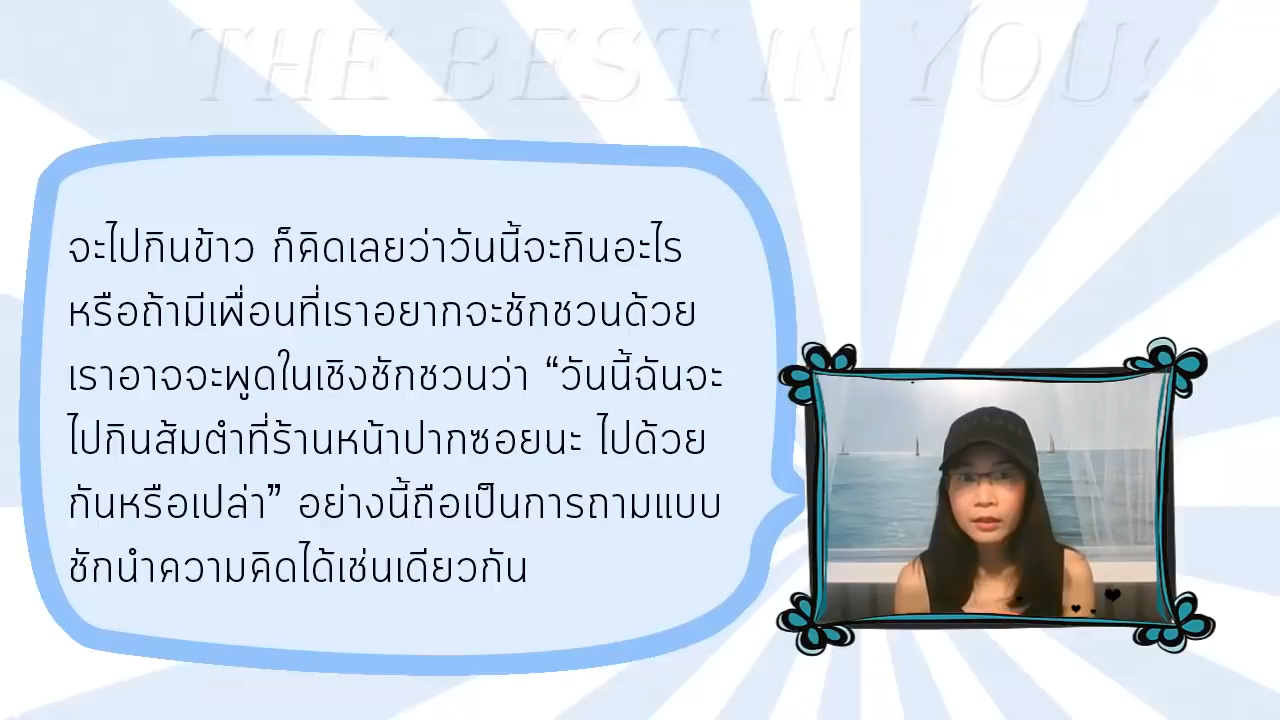 THE BEST IN YOU!
จะไปกินข้าว ก็คิดเลยว่าวันนี้จะกินอะไร
หรือถ้ามีเพื่อนที่เราอยากจะชักชวนด้วย
เราอาจจะพูดในเชิงชักชวนว่า “วันนี้ฉันจะ
ไปกินส้มตำที่ร้านหน้าปากซอยนะ ไปด้วย
กันหรือเปล่า” อย่างนี้ถือเป็นการถามแบบ
ชักนำความคิดได้เช่นเดียวกัน